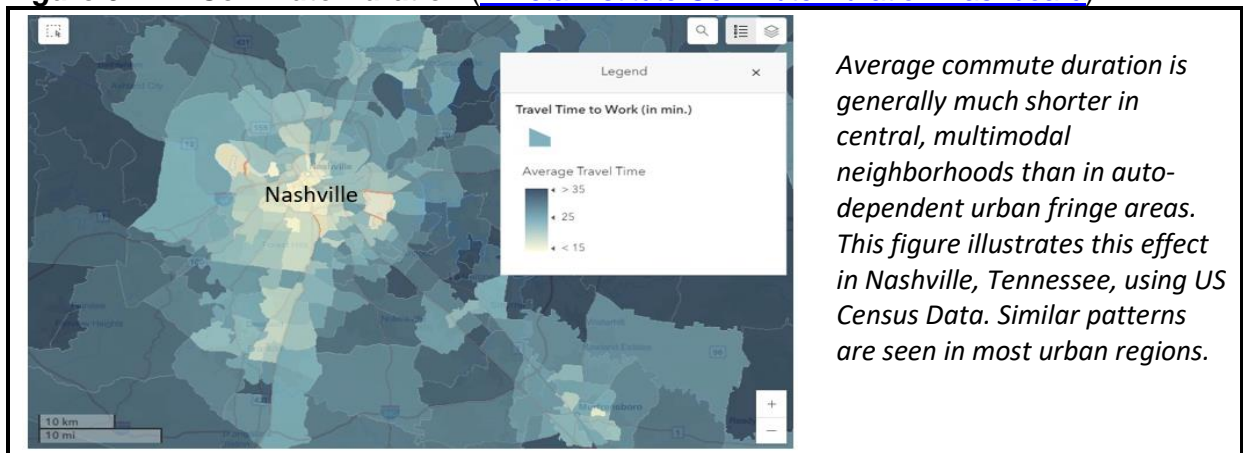 Legend
×
Travel Time to Work (in min.)
Average Travel Time
> 35
25
< 15
Nashville
10 km
10 mi
+
−
Average commute duration is
generally much shorter in
central, multimodal
neighborhoods than in auto-
dependent urban fringe areas.
This figure illustrates this effect
in Nashville, Tennessee, using US
Census Data. Similar patterns
are seen in most urban regions.